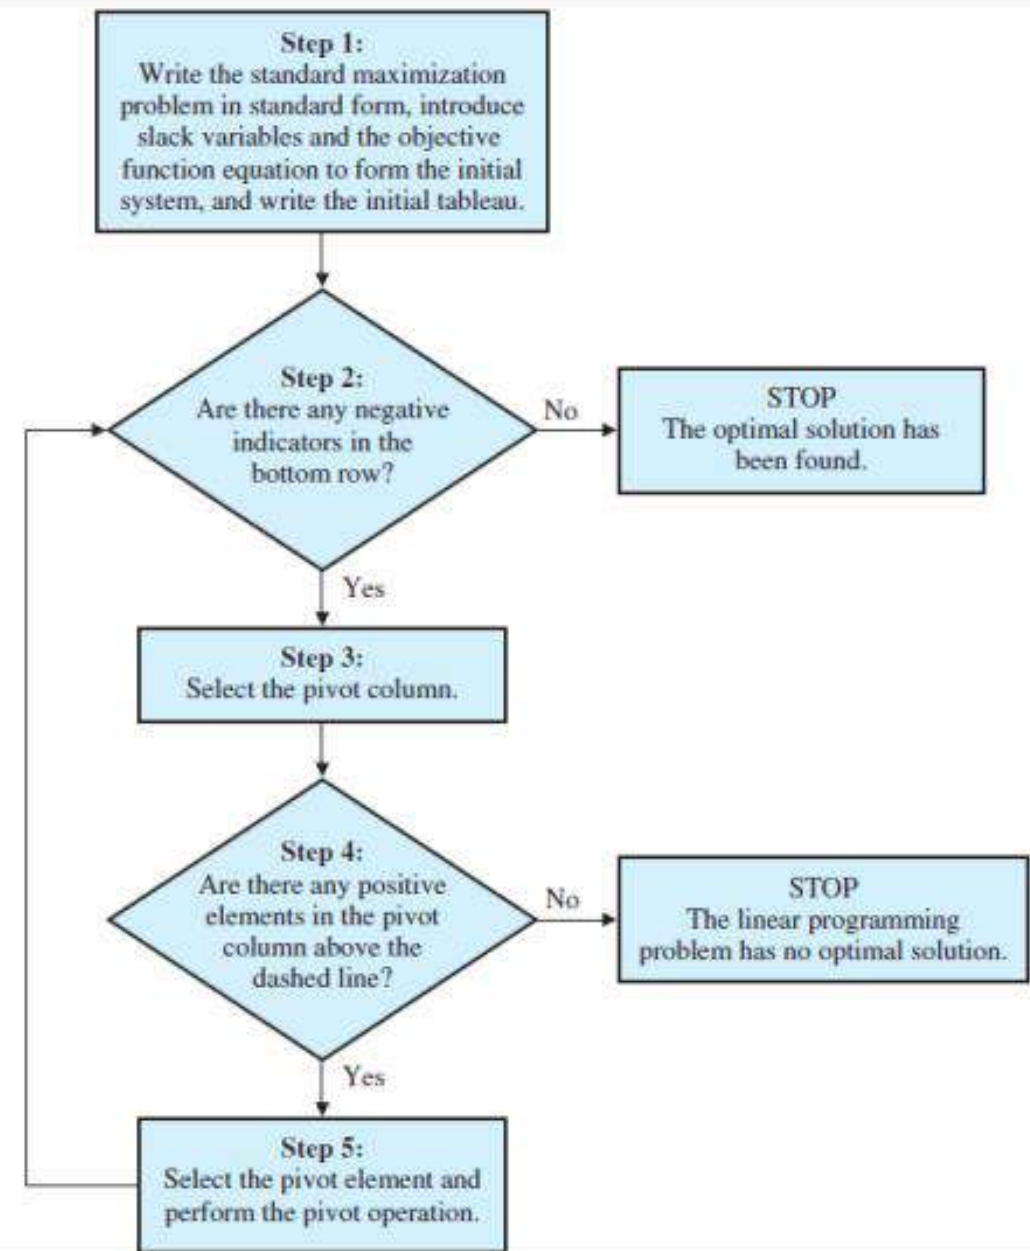 Step 1:
Write the standard maximization
problem in standard form, introduce
slack variables and the objective
function equation to form the initial
system, and write the initial tableau.
Step 2:
Are there any negative
indicators in the
bottom row?
No
STOP
The optimal solution has
been found.
Yes
Step 3:
Select the pivot column.
Step 4:
Are there any positive
elements in the pivot
column above the
dashed line?
No
STOP
The linear programming
problem has no optimal solution.
Yes
Step 5:
Select the pivot element and
perform the pivot operation.